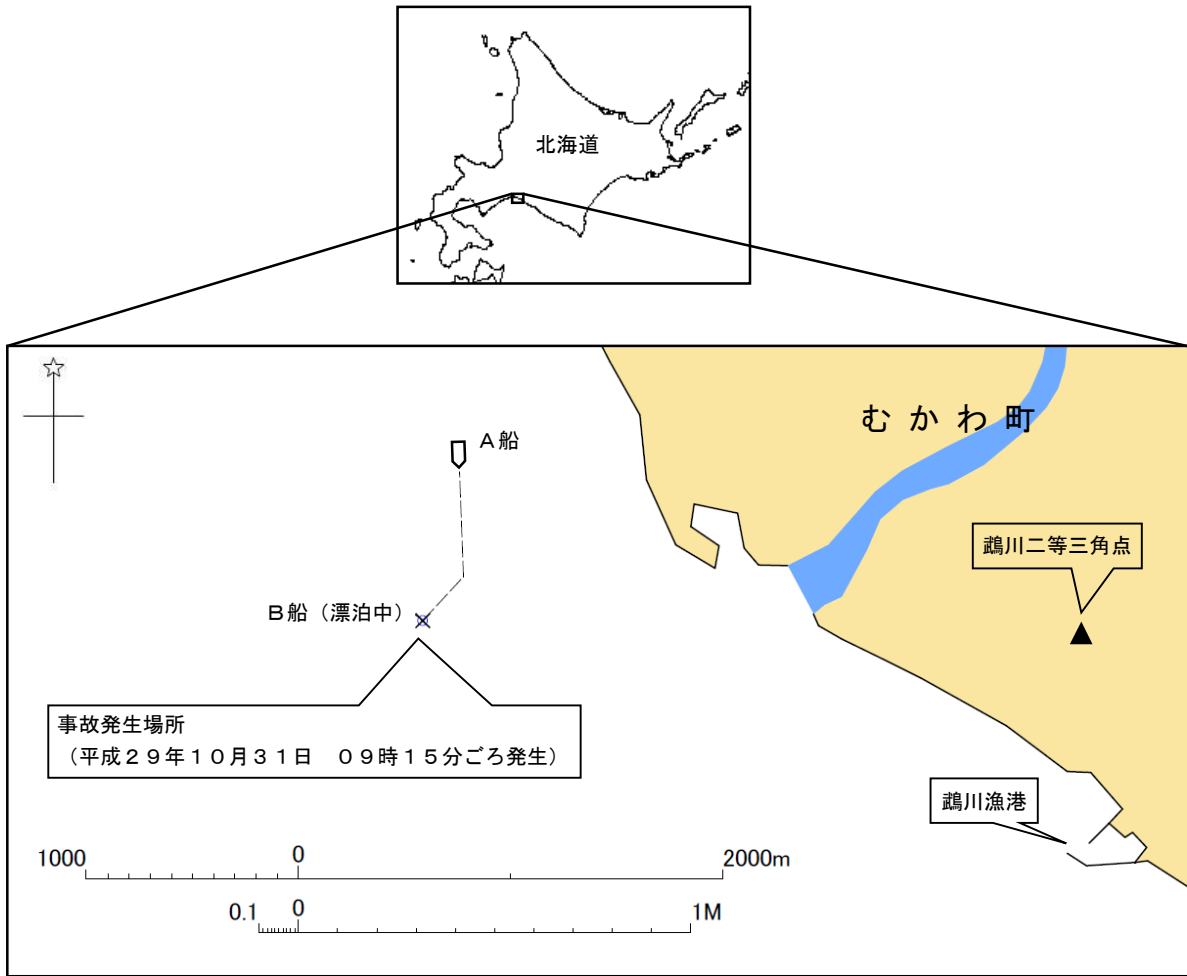 北海道
むかわ町
A船
鵡川二等三角点
B船（漂泊中）
事故発生場所
（平成２９年１０月３１日　０９時１５分ごろ発生）
鵡川漁港
1000 0 2000m
0.1 0 1M